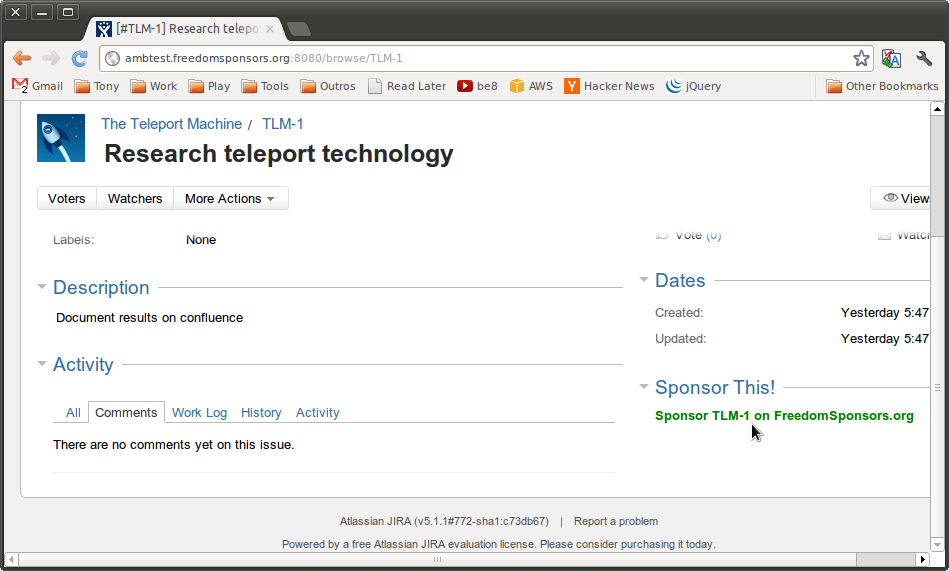 [#TLM-1] Research telepo
ambtest.freedomsponsors.org:8080/browse/TLM-1
2 Gmail Tony Work Play Tools Outros Read Later be8 AWS Hacker News jQuery Other Bookmarks
The Teleport Machine / TLM-1
Research teleport technology
Voters Watchers More Actions View
Labels: None
Vote (0) Watch
Description
Document results on confluence
Dates
Created: Yesterday 5:47
Updated: Yesterday 5:47
Activity
All Comments Work Log History Activity
There are no comments yet on this issue.
Sponsor This!
Sponsor TLM-1 on FreedomSponsors.org
Atlassian JIRA (v5.1.1#772-sha1:c73db67) | Report a problem
Powered by a free Atlassian JIRA evaluation license. Please consider purchasing it today.